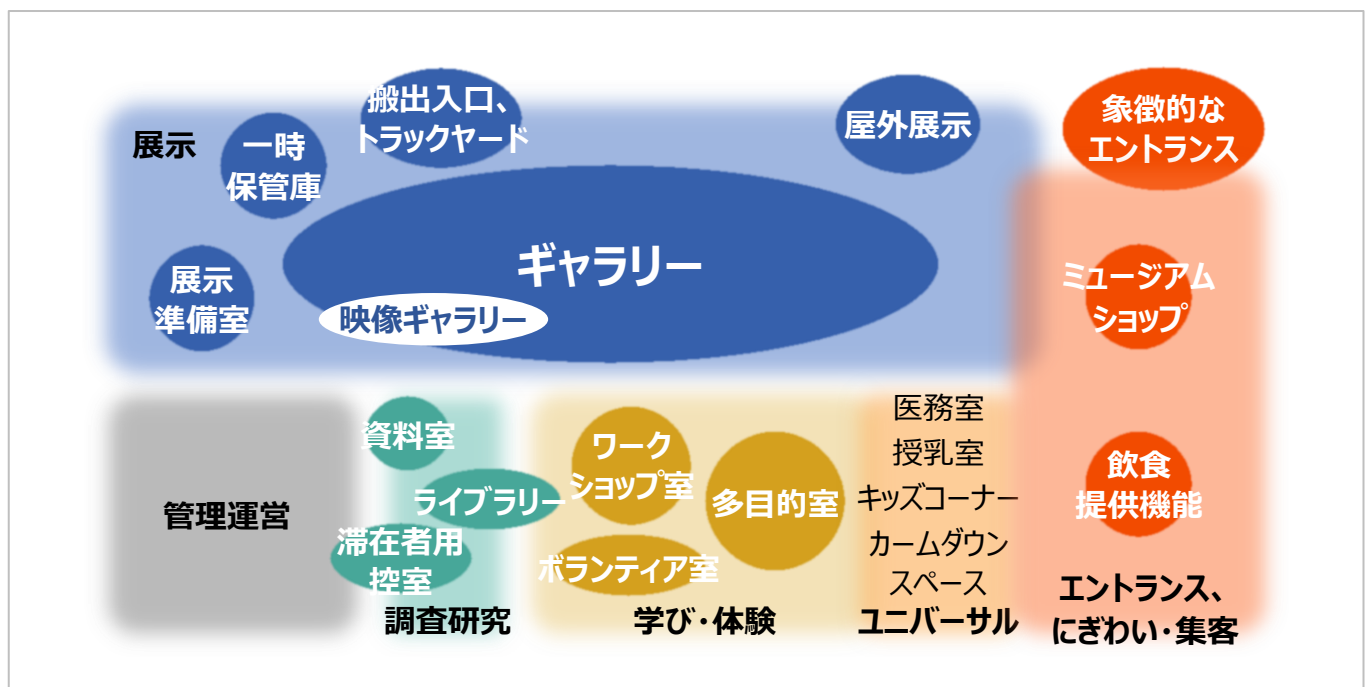 展示
一時
保管庫
搬出入口、
トラックヤード
屋外展示
象徴的な
エントランス
ギャラリー
映像ギャラリー
展示
準備室
ミュージアム
ショップ
管理運営
資料室
ライブラリー
滞在者用
控室
調査研究
ワーク
ショップ室
多目的室
ボランティア室
学び・体験
医務室
授乳室
キッズコーナー
カームダウン
スペース
ユニバーサル
飲食
提供機能
エントランス、
にぎわい・集客